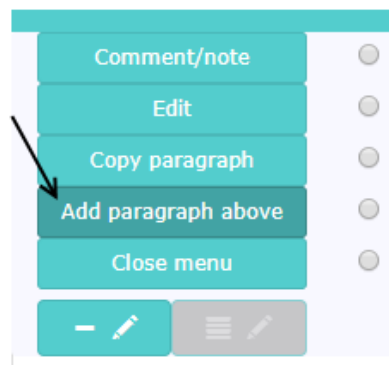 Comment/note
Edit
Copy paragraph
Add paragraph above
Close menu